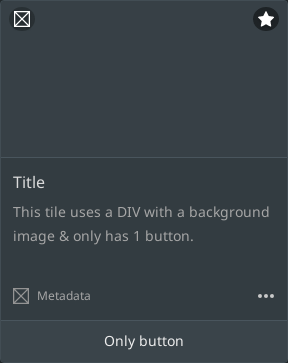 Title
This tile uses a DIV with a background
image & only has 1 button.
Metadata
Only button